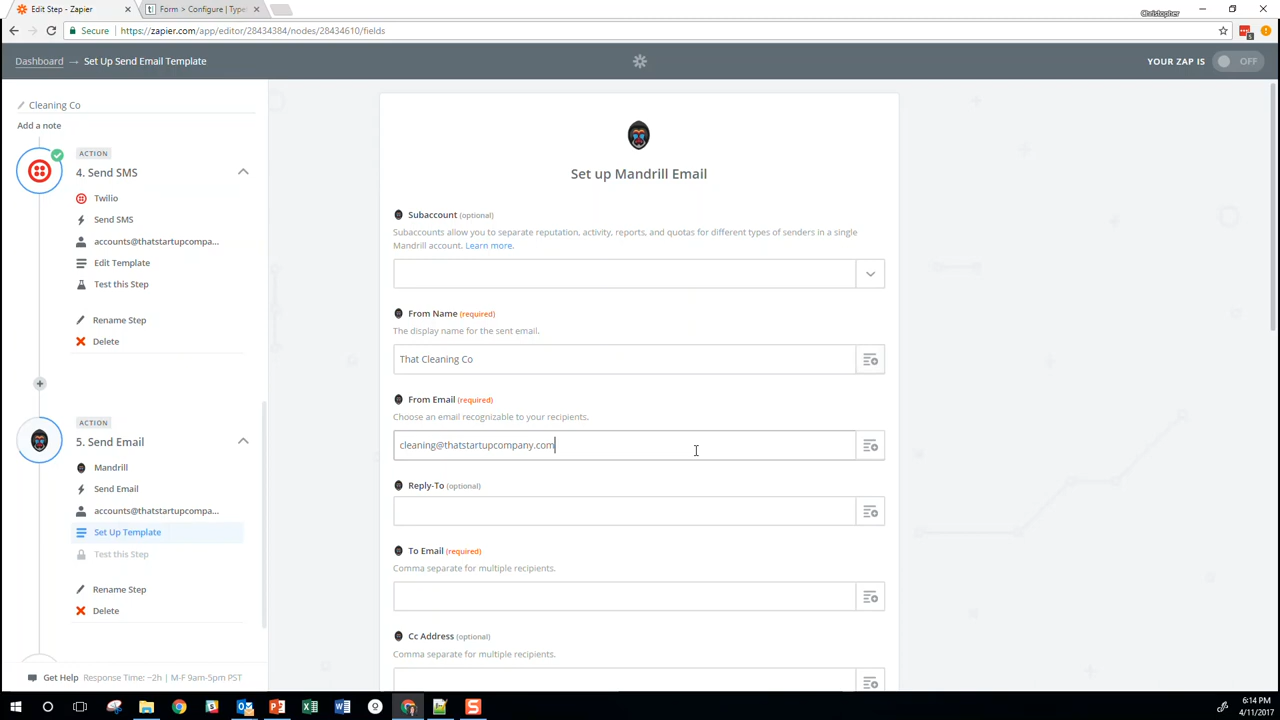 Edit Step - Zapier
Form > Configure | Type
Christopher
Secure
https://zapier.com/app/editor/28434384/nodes/28434610/fields
Dashboard → Set Up Send Email Template
YOUR ZAP IS OFF
Cleaning Co
Add a note
ACTION
4. Send SMS
Twilio
Send SMS
accounts@thatstartupcompa...
Edit Template
Test this Step
Rename Step
Delete
ACTION
5. Send Email
Mandrill
Send Email
accounts@thatstartupcompa...
Set Up Template
Test this Step
Rename Step
Delete
Get Help Response Time: ~2h | M-F 9am-5pm PST
Set up Mandrill Email
Subaccount (optional)
Subaccounts allow you to separate reputation, activity, reports, and quotas for different types of senders in a single
Mandrill account. Learn more.
From Name (required)
The display name for the sent email.
That Cleaning Co
From Email (required)
Choose an email recognizable to your recipients.
cleaning@thatstartupcompany.com
Reply-To (optional)
To Email (required)
Comma separate for multiple recipients.
Cc Address (optional)
Comma separate for multiple recipients.
6:14 PM
4/11/2017